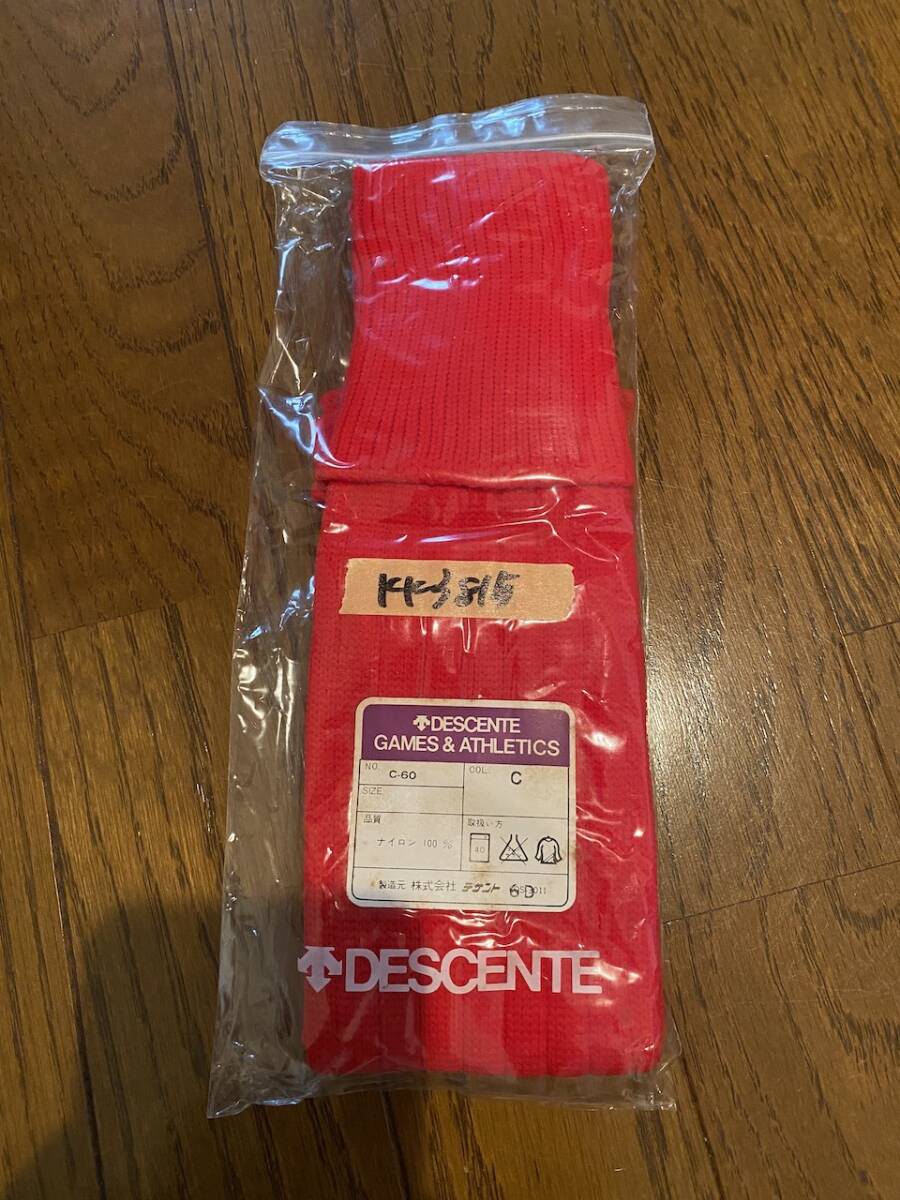 DESCENTE
GAMES & ATHLETICS
NO. C-60
COL. C
SIZE
品質
取扱い方
ナイロン 100%
40
製造元 株式会社 デサント 6D
DESCENTE